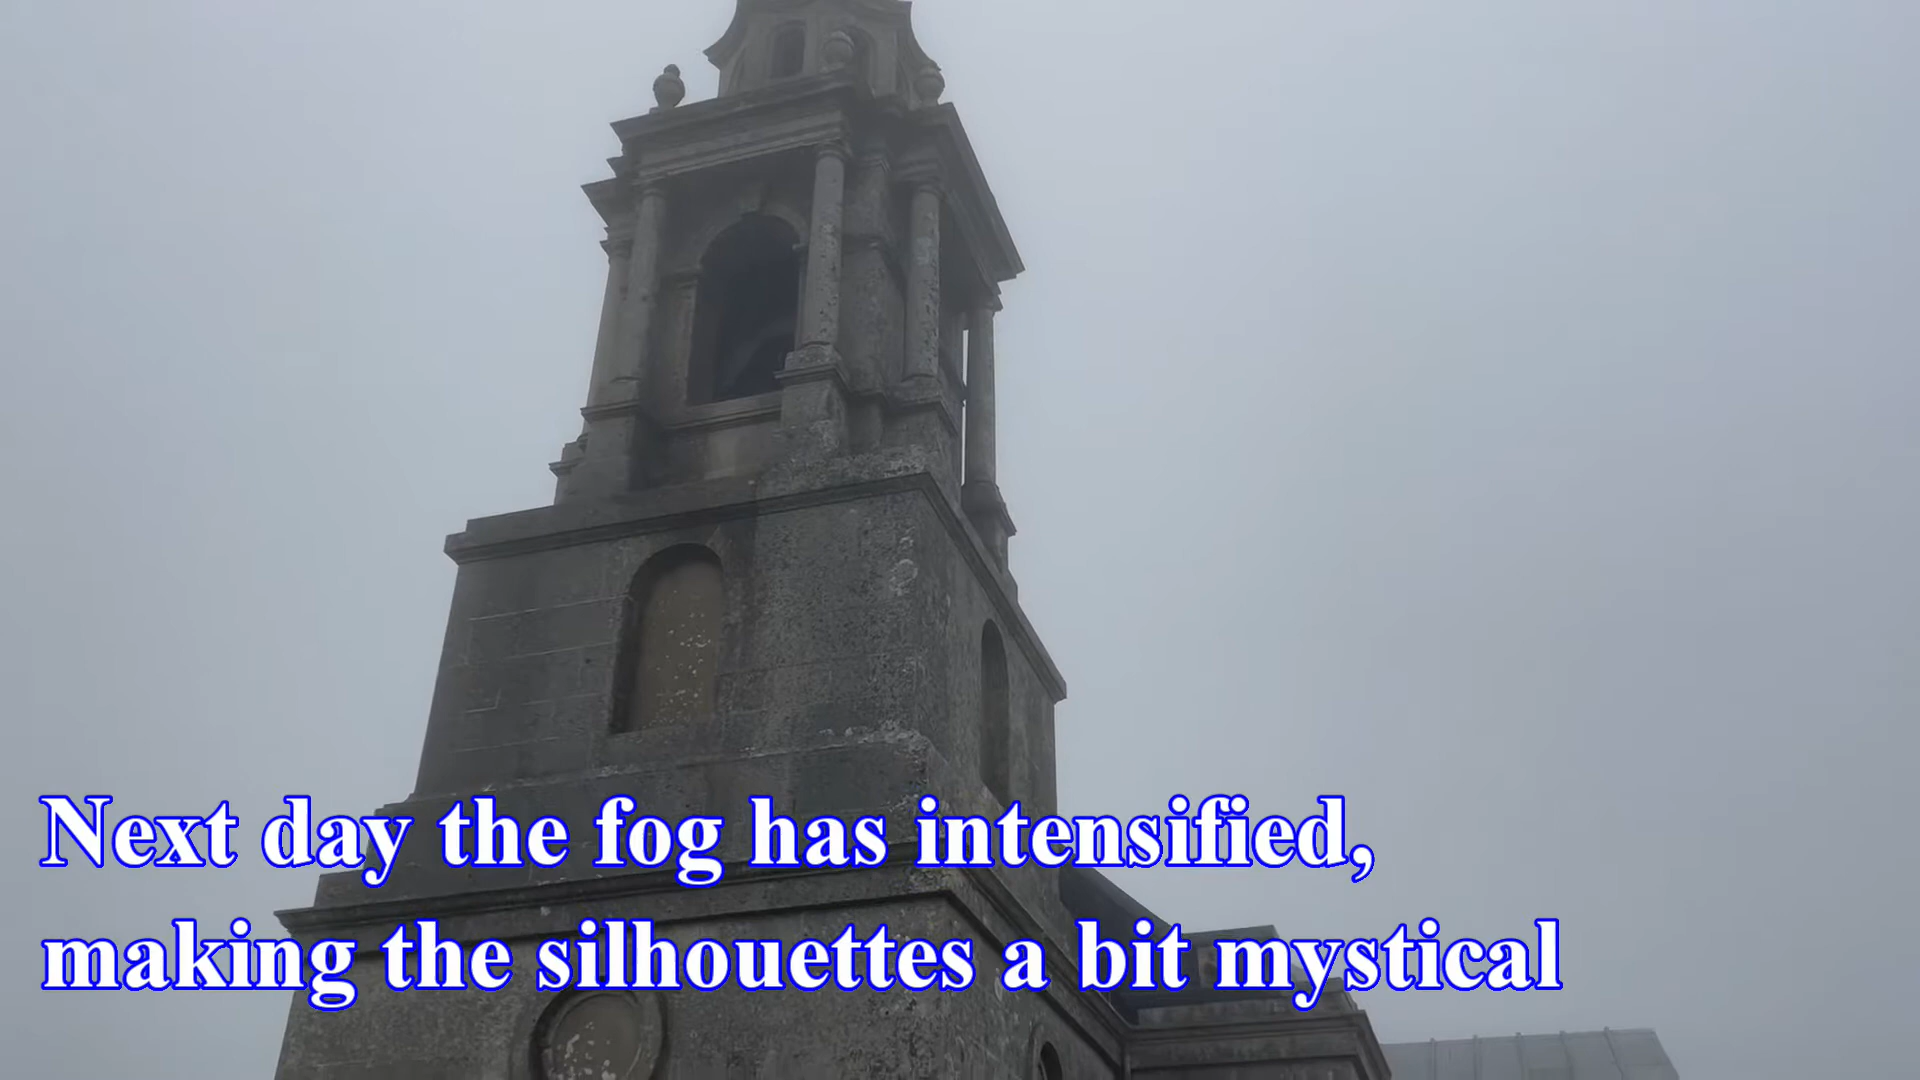 Next day the fog has intensified,
making the silhouettes a bit mystical